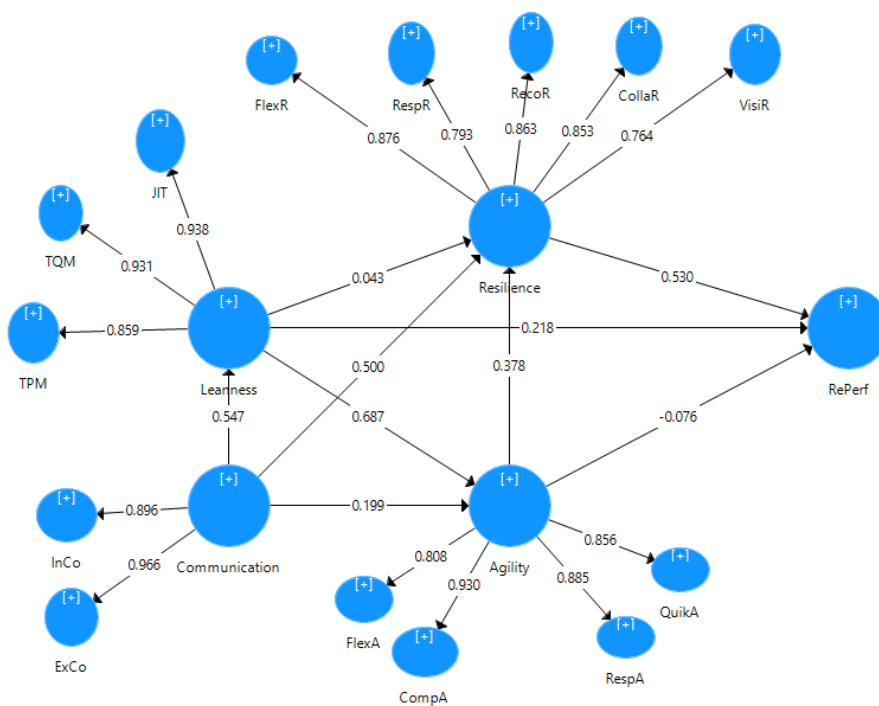 [+]
[+]
[+]
[+]
[+]
FlexR
RespR
RecoR
CollaR
VisiR
0.876
0.793
0.863
0.853
0.764
[+]
JIT
[+]
TQM
0.938
0.931
[+]
Resilience
[+]
TPM
0.859
[+]
Leanness
0.043
0.530
[+]
RePerf
0.218
0.500
0.378
0.547
0.687
-0.076
[+]
Communication
0.199
[+]
Agility
[+]
InCo
0.896
0.966
[+]
ExCo
0.808
0.930
0.885
0.856
[+]
FlexA
[+]
CompA
[+]
RespA
[+]
QuikA